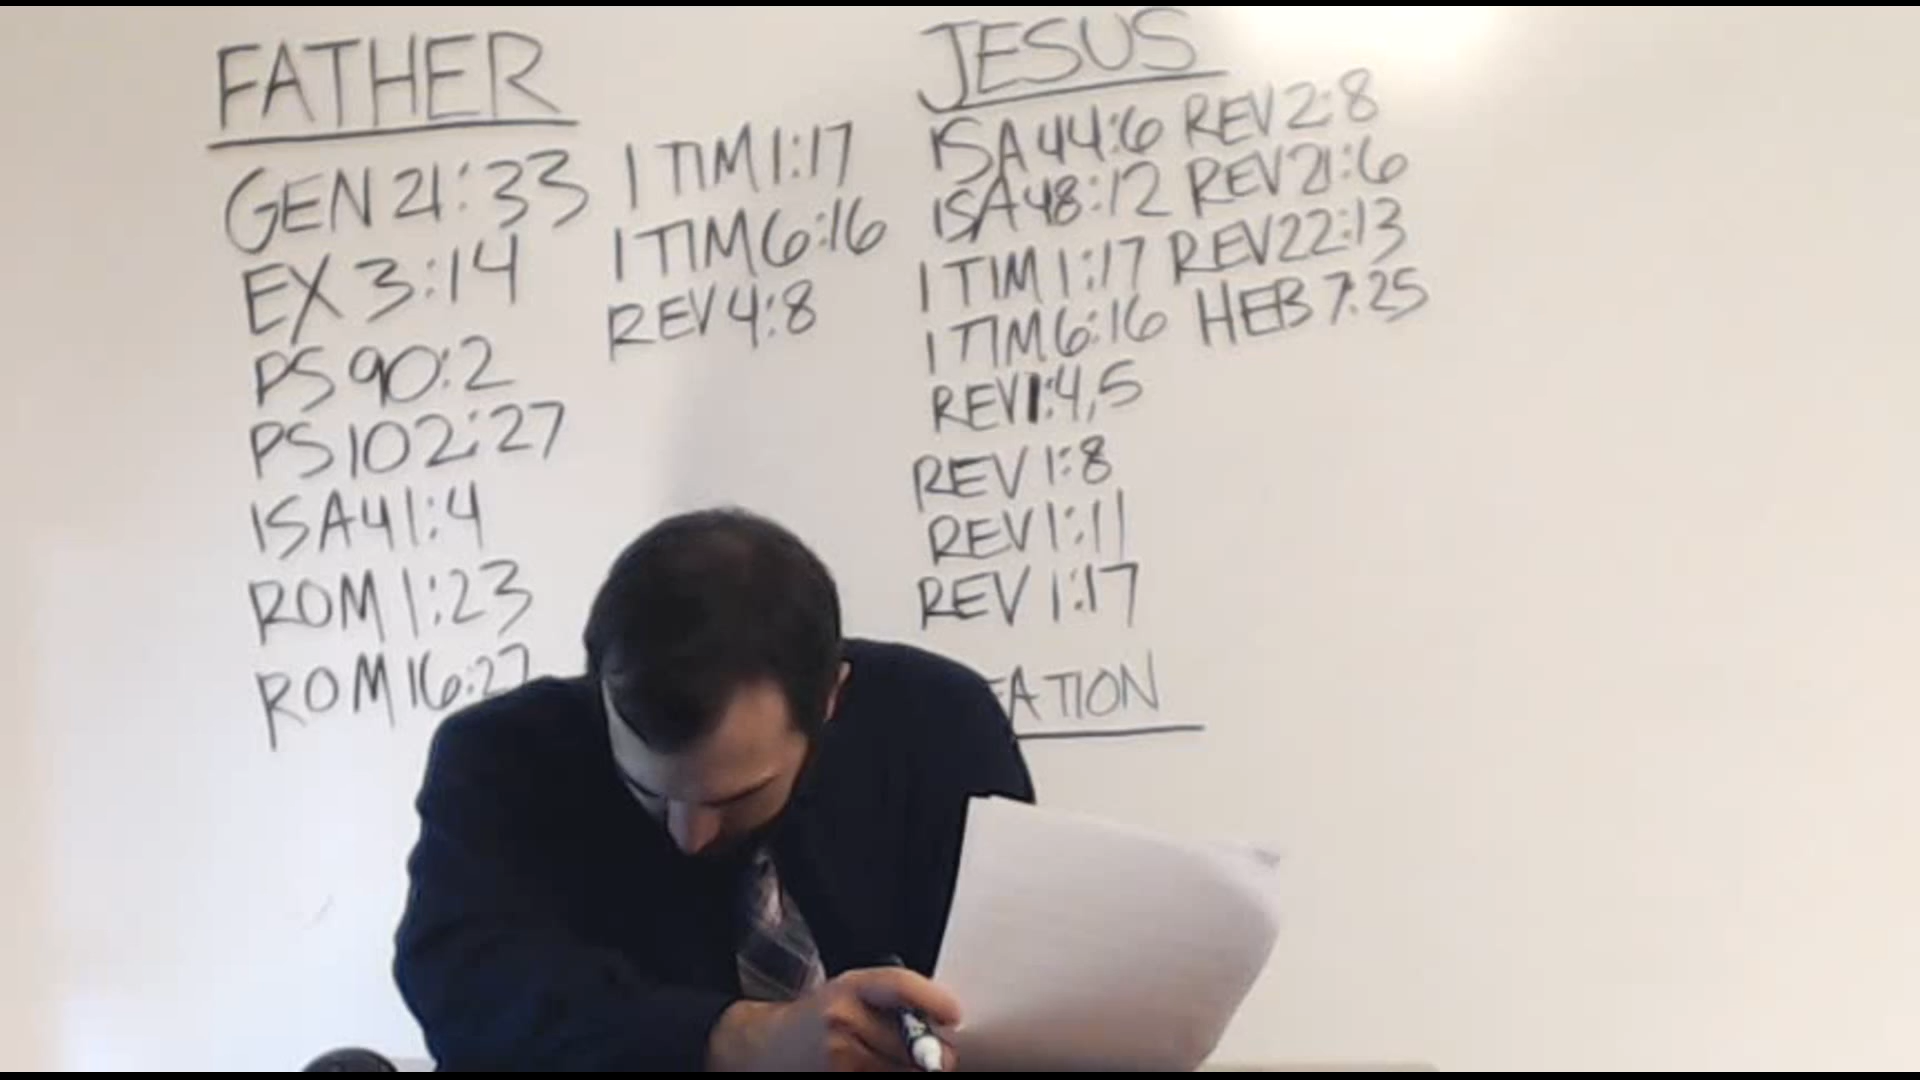 FATHER
GEN 21:33
EX 3:14
PS 90:2
PS 102:27
ISA 41:4
ROM 1:23
ROM 16:27
1 TIM 1:17
1 TIM 6:16
REV 4:8
JESUS
ISA 44:6 REV 2:8
ISA 48:12 REV 21:6
1 TIM 1:17 REV 22:13
1 TIM 6:16 HEB 7:25
REV 1:4,5
REV 1:8
REV 1:11
REV 1:17